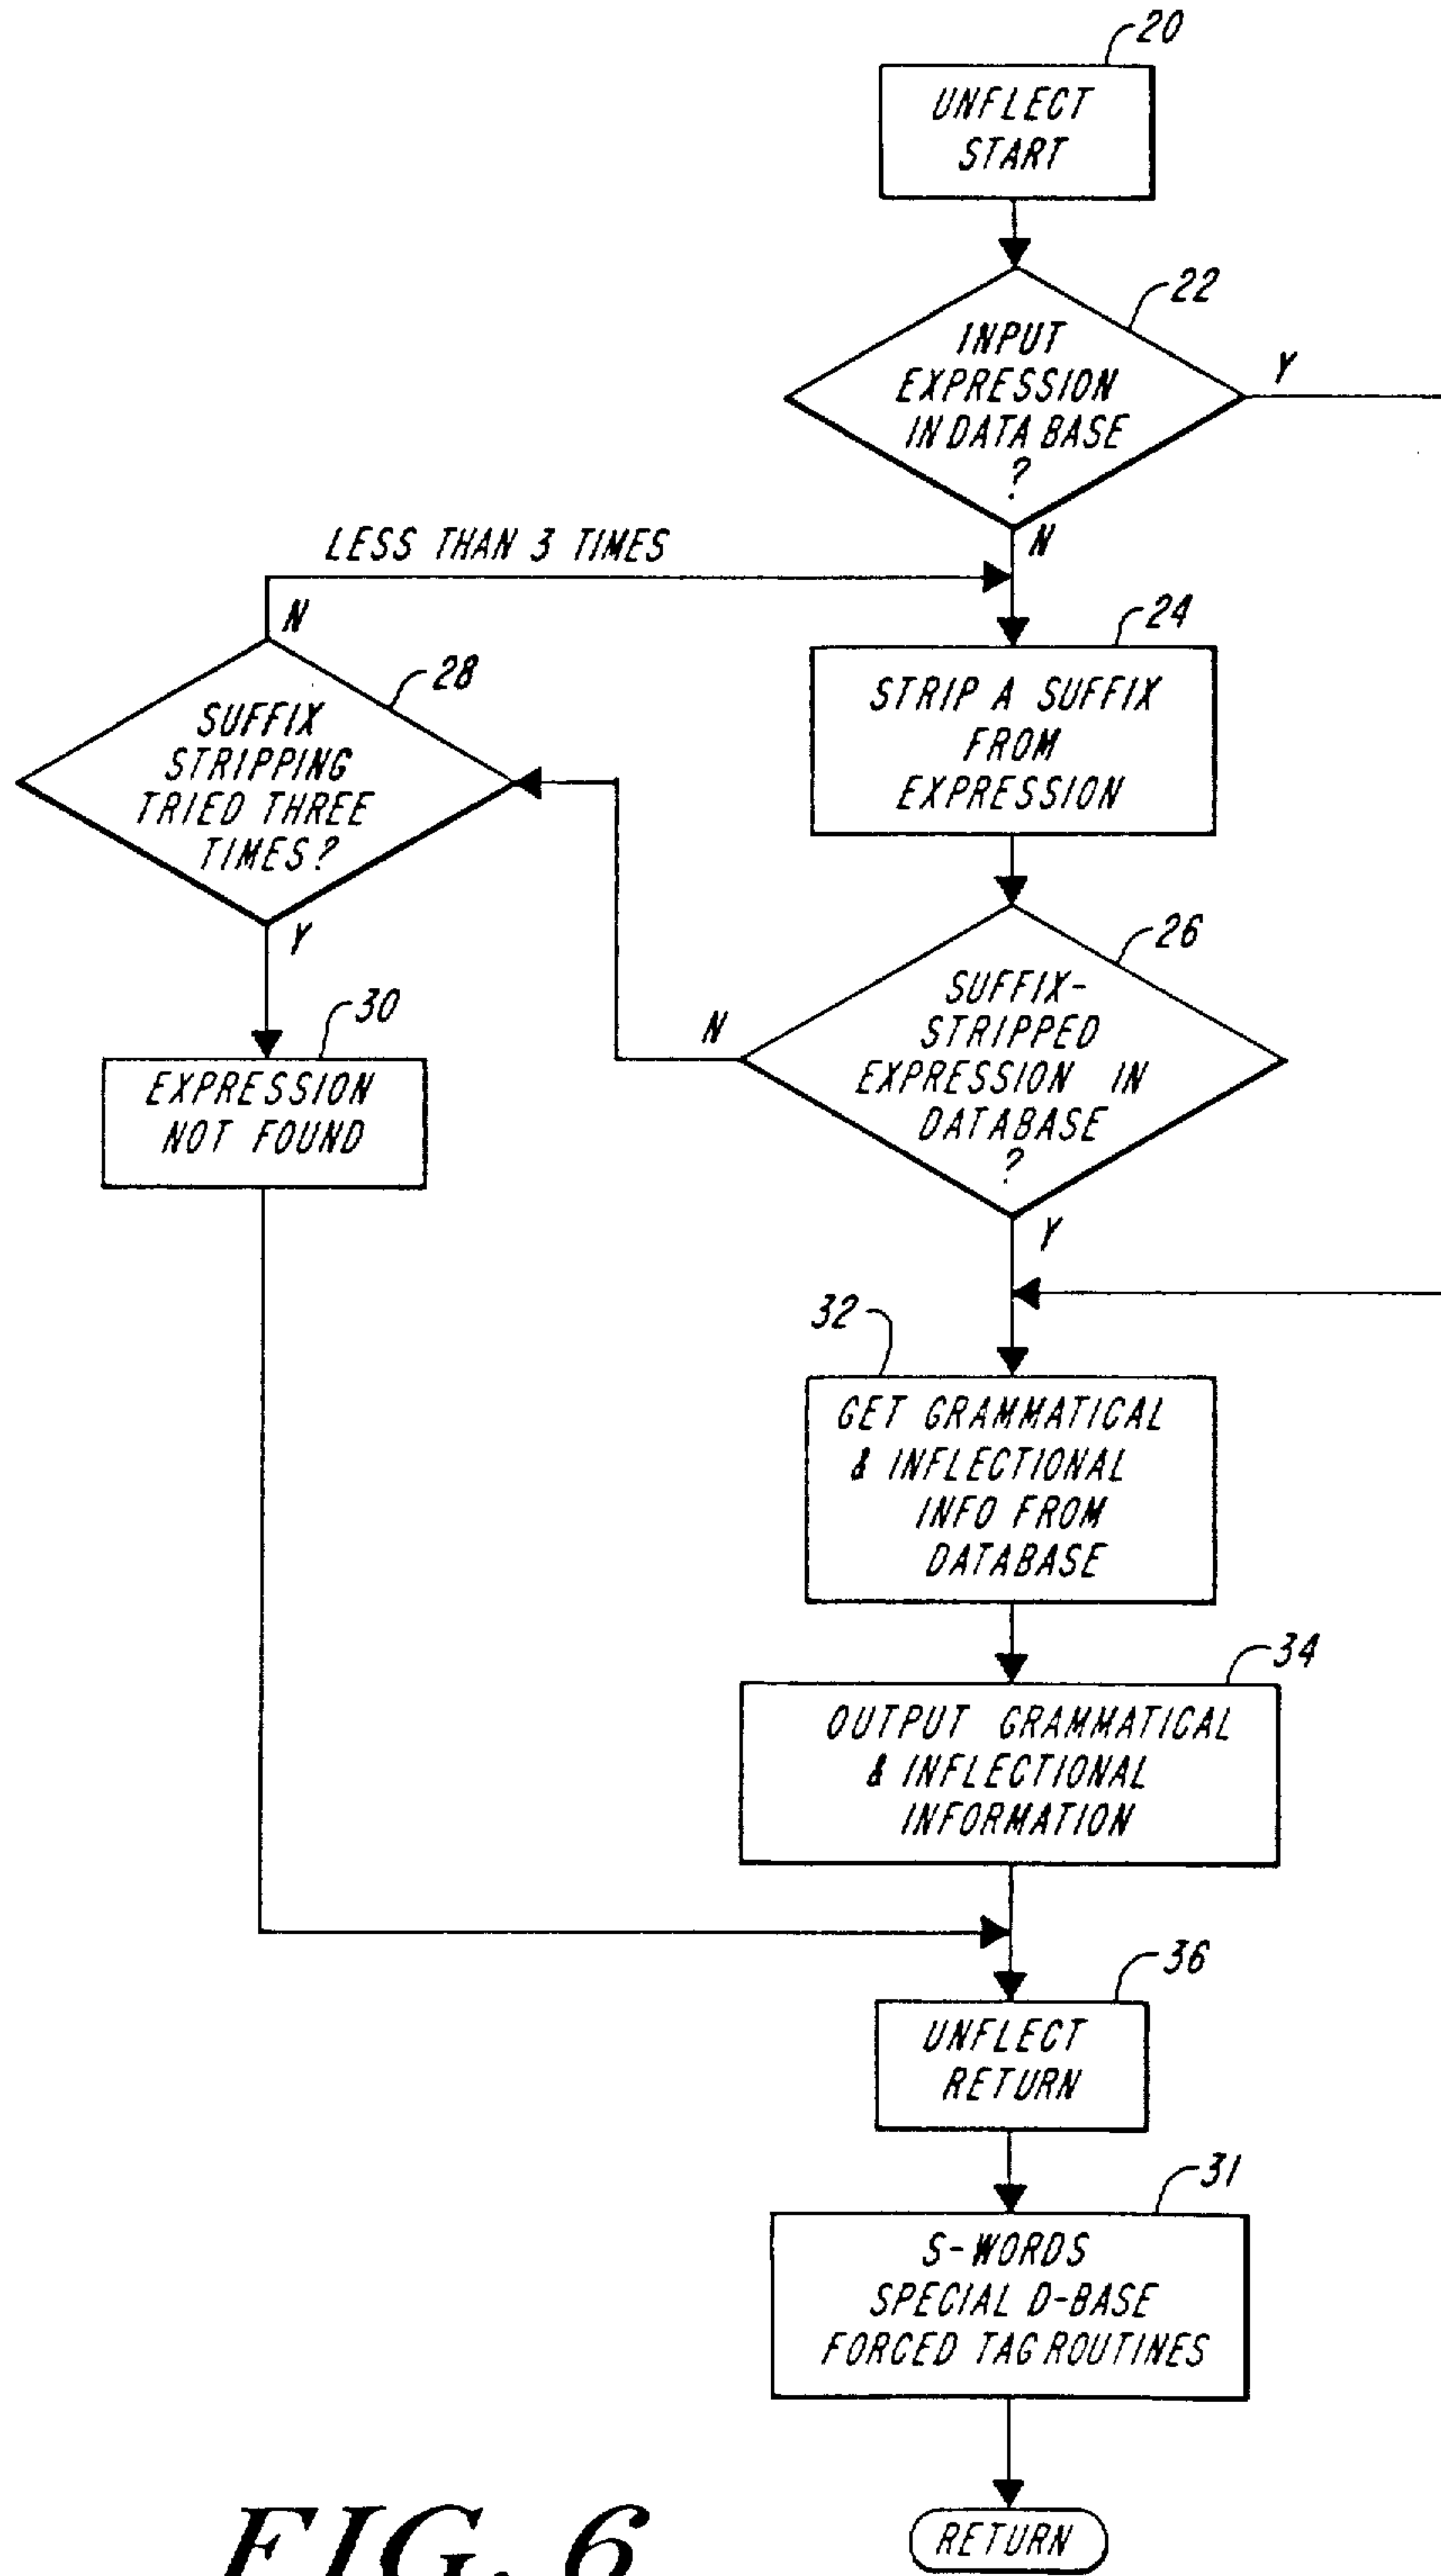 20
UNFLECT
START
22
INPUT
EXPRESSION
IN DATA BASE
?
Y
N
LESS THAN 3 TIMES
N
24
STRIP A SUFFIX
FROM
EXPRESSION
28
SUFFIX
STRIPPING
TRIED THREE
TIMES?
Y
26
SUFFIX-
STRIPPED
EXPRESSION IN
DATABASE
?
N
Y
30
EXPRESSION
NOT FOUND
32
GET GRAMMATICAL
& INFLECTIONAL
INFO FROM
DATABASE
34
OUTPUT GRAMMATICAL
& INFLECTIONAL
INFORMATION
36
UNFLECT
RETURN
31
S-WORDS
SPECIAL D-BASE
FORCED TAG ROUTINES
RETURN
FIG. 6